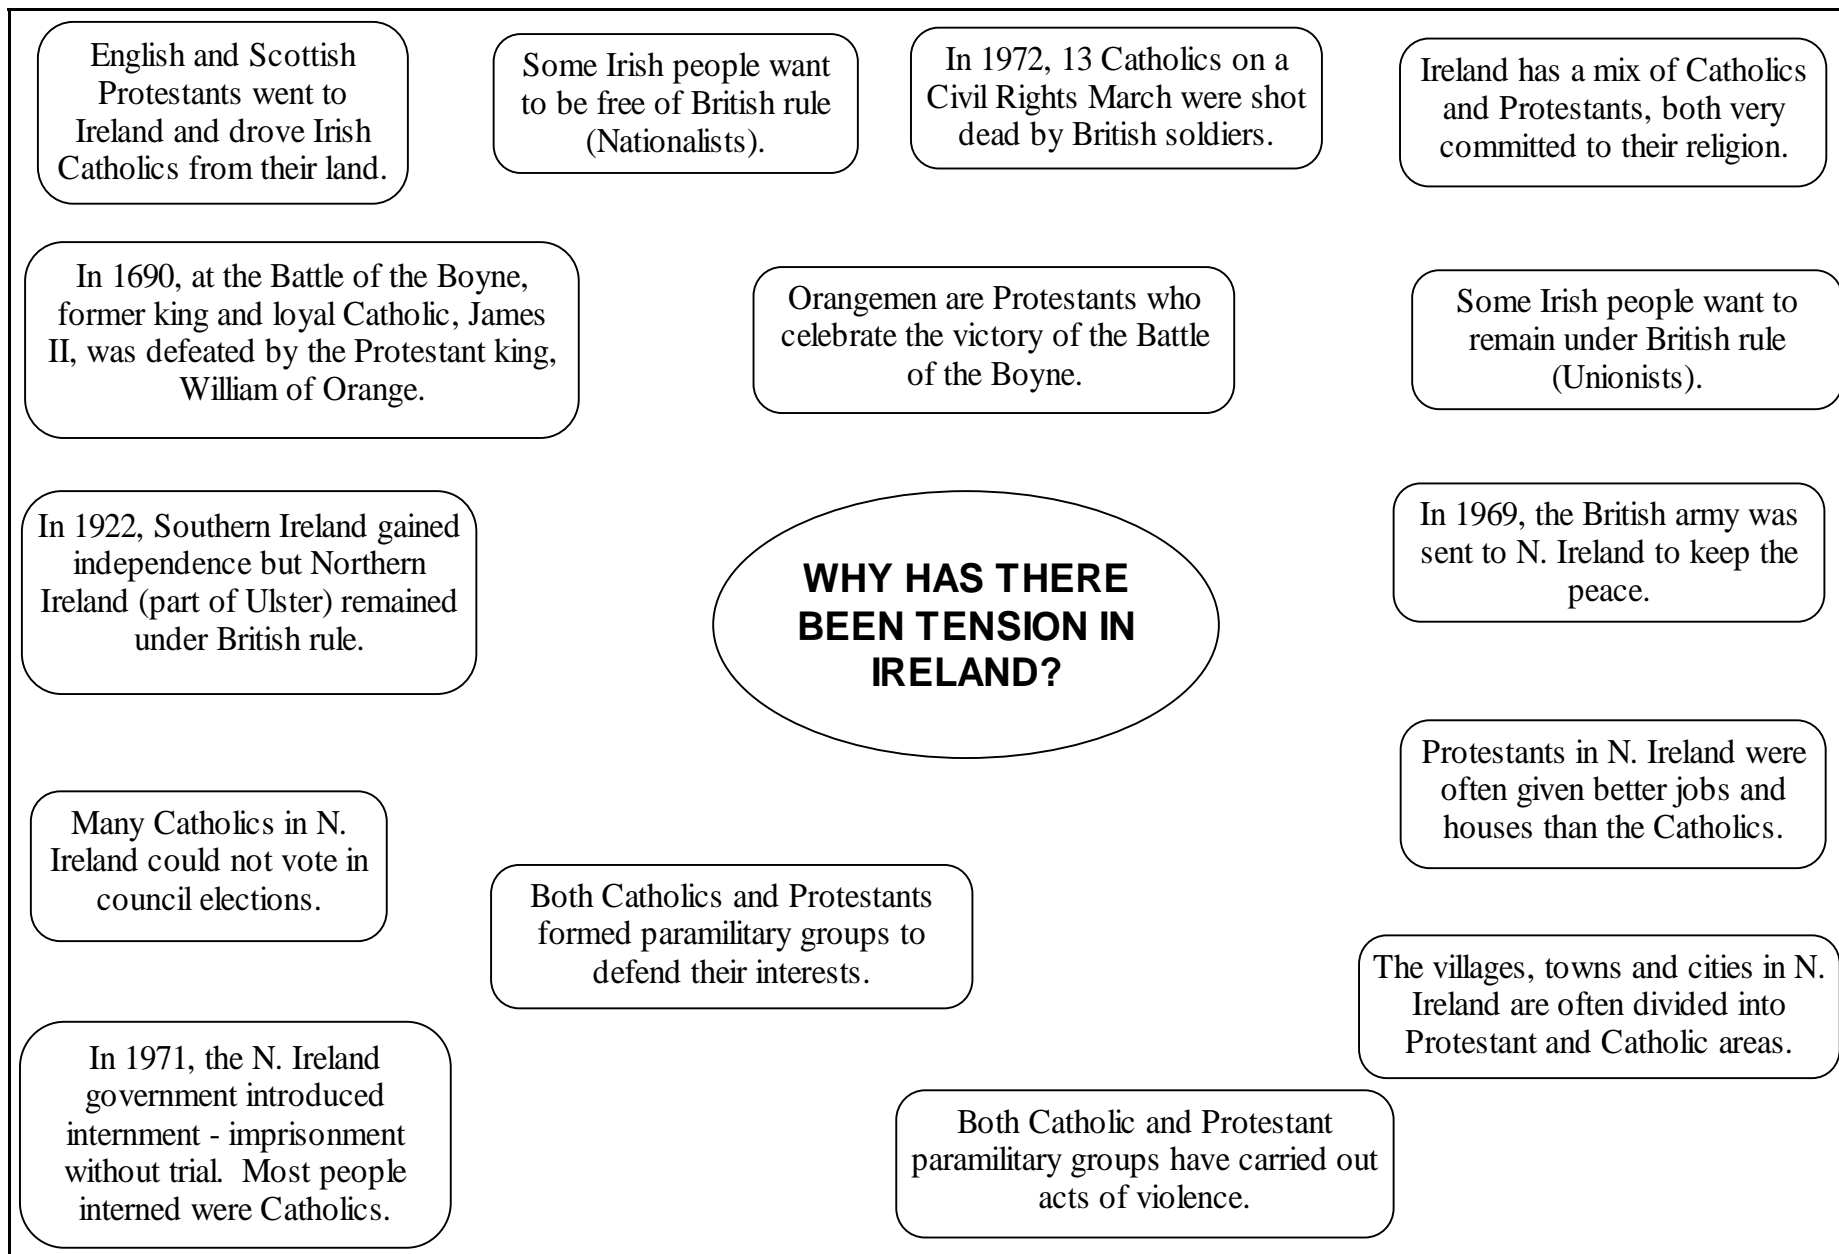 English and Scottish
Protestants went to
Ireland and drove Irish
Catholics from their land.
Some Irish people want
to be free of British rule
(Nationalists).
In 1972, 13 Catholics on a
Civil Rights March were shot
dead by British soldiers.
Ireland has a mix of Catholics
and Protestants, both very
committed to their religion.
In 1690, at the Battle of the Boyne,
former king and loyal Catholic, James
II, was defeated by the Protestant king,
William of Orange.
Orangemen are Protestants who
celebrate the victory of the Battle
of the Boyne.
Some Irish people want to
remain under British rule
(Unionists).
In 1922, Southern Ireland gained
independence but Northern
Ireland (part of Ulster) remained
under British rule.
WHY HAS THERE
BEEN TENSION IN
IRELAND?
In 1969, the British army was
sent to N. Ireland to keep the
peace.
Protestants in N. Ireland were
often given better jobs and
houses than the Catholics.
Many Catholics in N.
Ireland could not vote in
council elections.
Both Catholics and Protestants
formed paramilitary groups to
defend their interests.
The villages, towns and cities in N.
Ireland are often divided into
Protestant and Catholic areas.
In 1971, the N. Ireland
government introduced
internment - imprisonment
without trial.  Most people
interned were Catholics.
Both Catholic and Protestant
paramilitary groups have carried out
acts of violence.